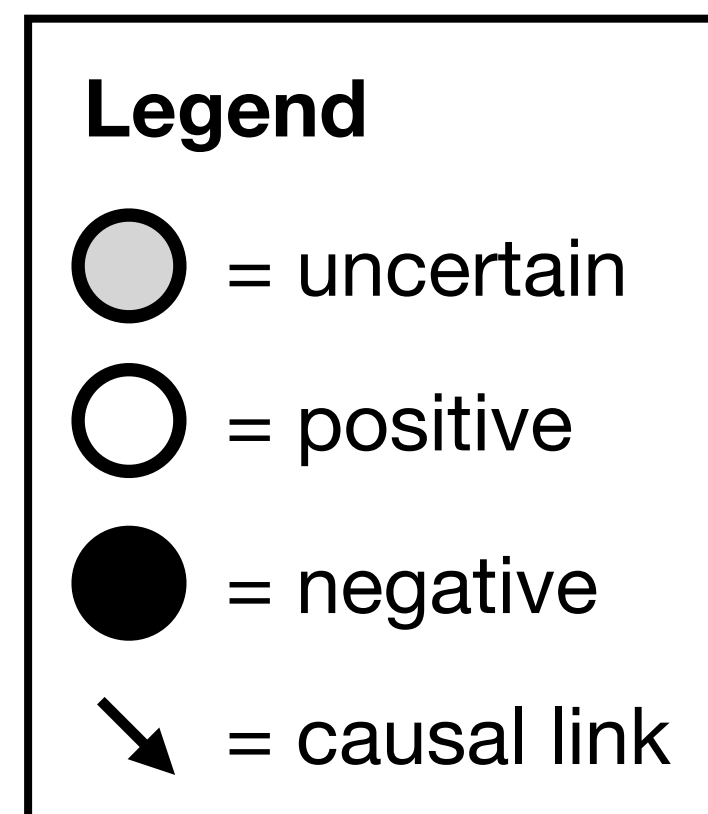 Legend
= uncertain
= positive
= negative
= causal link